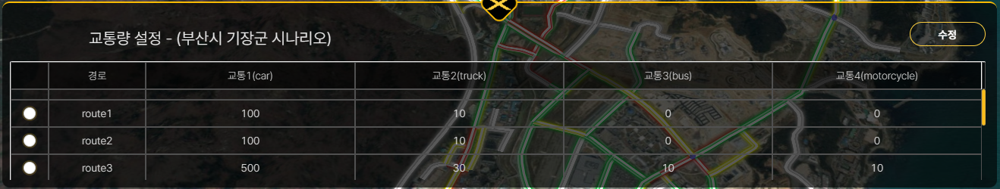 교통량 설정 - (부산시 기장군 시나리오)
수정
경로 교통1(car) 교통2(truck) 교통3(bus) 교통4(motorcycle)
route1 100 10 0 0
route2 100 10 0 0
route3 500 30 10 10